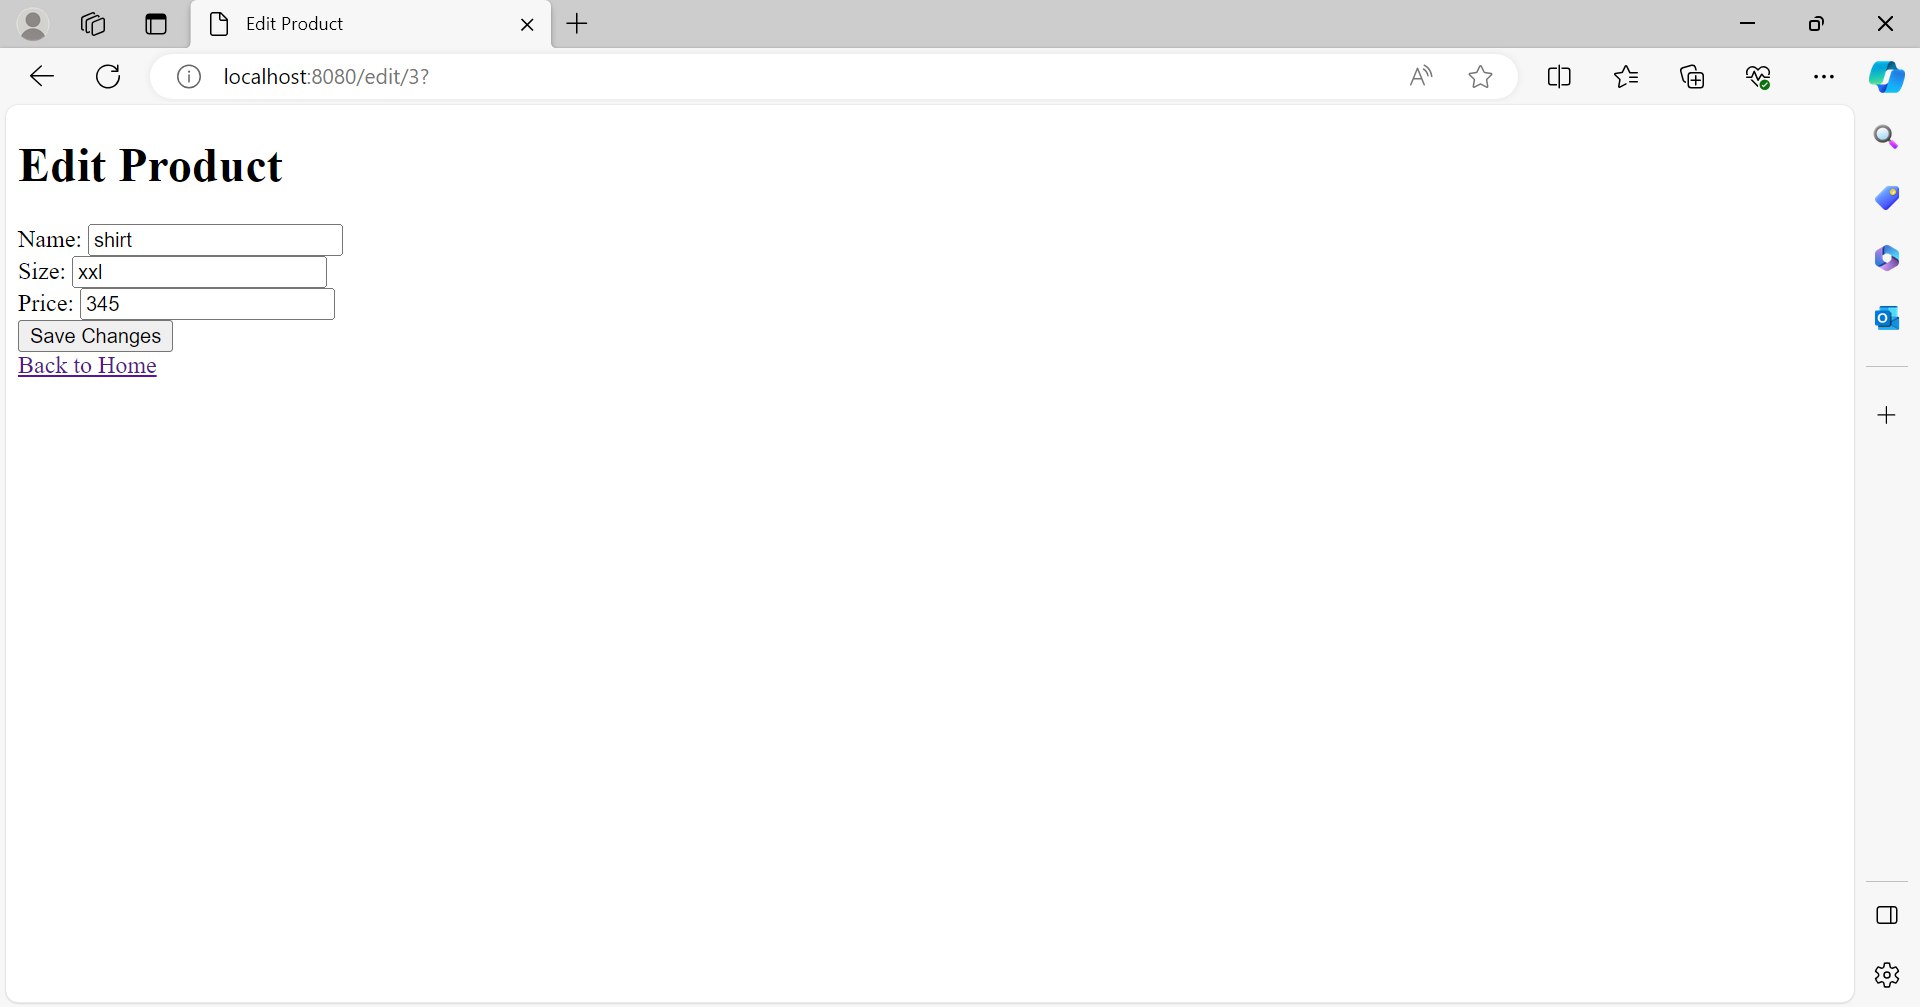 Edit Product
localhost:8080/edit/3?
Edit Product
Name: shirt
Size: xxl
Price: 345
Save Changes
Back to Home